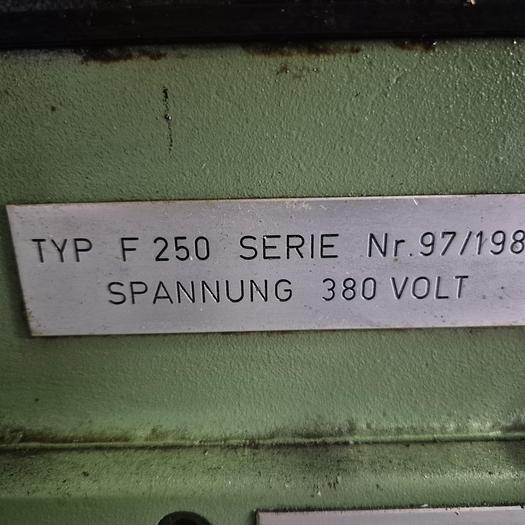 TYP F 250 SERIE Nr. 97/198
SPANNUNG 380 VOLT